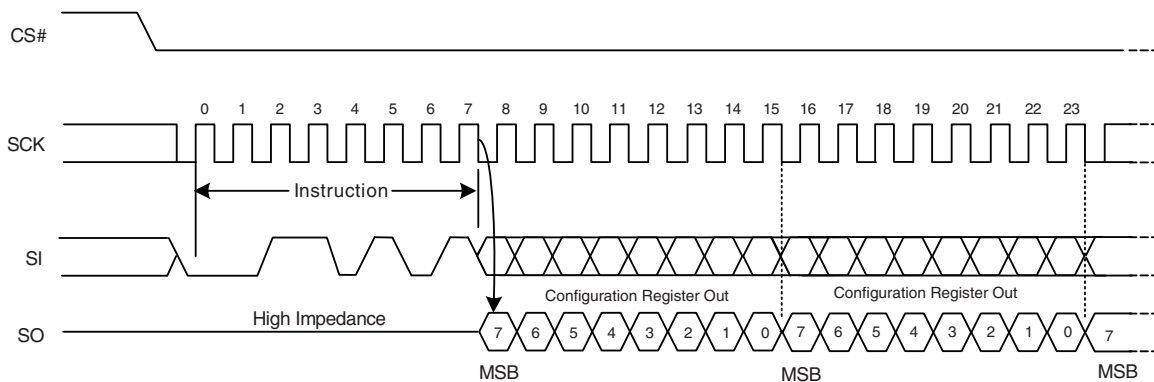 CS#
0 1 2 3 4 5 6 7 8 9 10 11 12 13 14 15 16 17 18 19 20 21 22 23
SCK
Instruction
SI
Configuration Register Out Configuration Register Out
High Impedance
SO 7 6 5 4 3 2 1 0 7 6 5 4 3 2 1 0 7
MSB MSB MSB